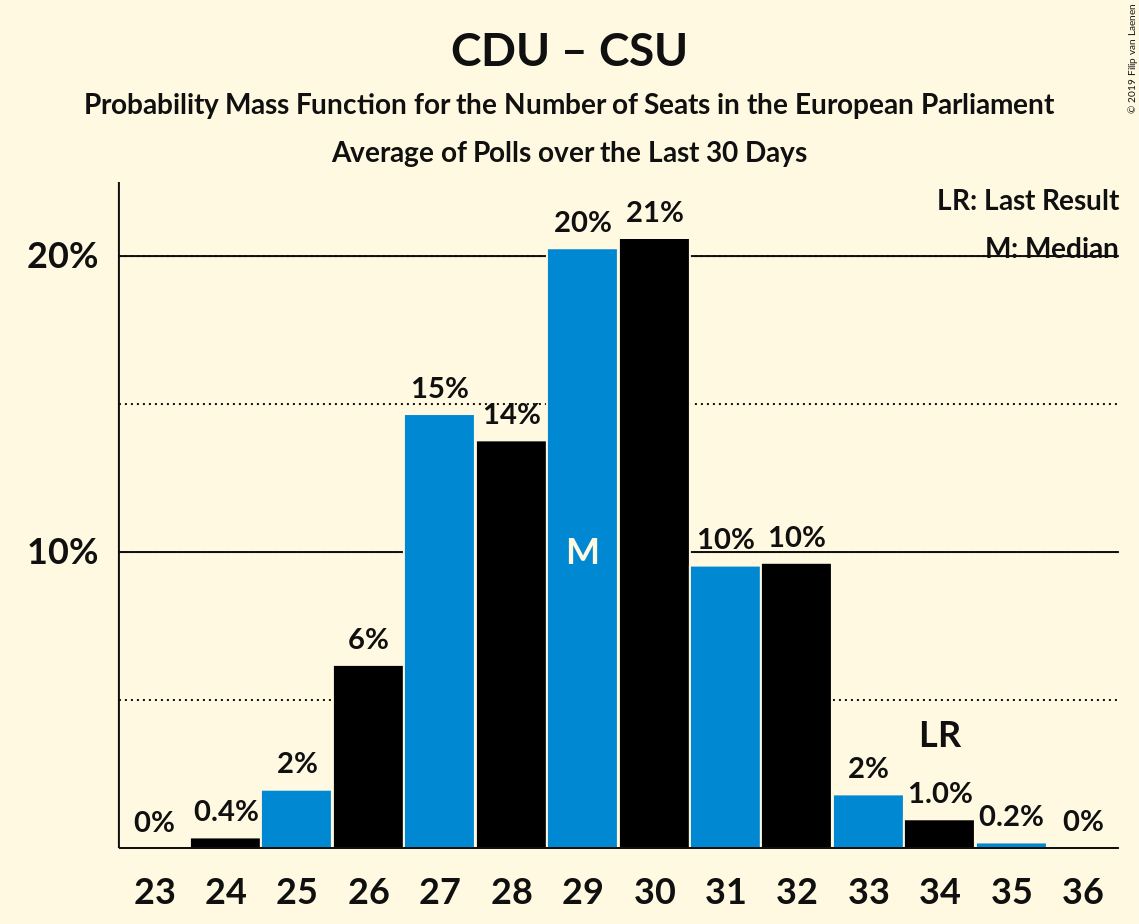 CDU – CSU
Probability Mass Function for the Number of Seats in the European Parliament
Average of Polls over the Last 30 Days
© 2019 Filip van Laenen
LR: Last Result
M: Median
20%
10%
0%
0.4%
2%
6%
15%
14%
20%
21%
10%
10%
2%
1.0%
0.2%
0%
M
LR
23 24 25 26 27 28 29 30 31 32 33 34 35 36